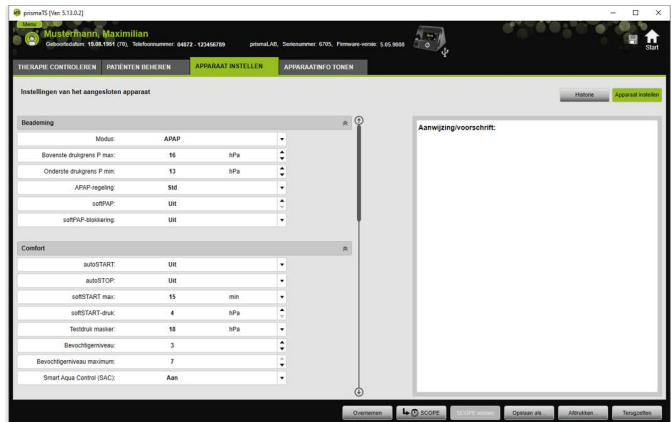 prismaTS [Ver: 5.13.0.2]
Menu
Mustermann, Maximilian
Geboortedatum: 19.08.1951 (70), Telefoonnummer: 04872 - 123456789
prismaLAB, Serienummer: 6705, Firmware-versie: 5.05.9008
Start
THERAPIE CONTROLEREN
PATIËNTEN BEHEREN
APPARAAT INSTELLEN
APPARAATINFO TONEN
Instellingen van het aangesloten apparaat
Historie
Apparaat instellen
Beademing
Modus: APAP
Bovenste drukgrens P max: 16 hPa
Onderste drukgrens P min: 13 hPa
APAP-regeling: Std
softPAP: Uit
softPAP-blokkering: Uit
Comfort
autoSTART: Uit
autoSTOP: Uit
softSTART max: 15 min
softSTART-druk: 4 hPa
Testdruk masker: 18 hPa
Bevochtigerniveau: 3
Bevochtigerniveau maximum: 7
Smart Aqua Control (SAC): Aan
Aanwijzing/voorschrift:
Overnemen
SCOPE
SCOPE wissen
Opslaan als...
Afdrukken...
Terugzetten